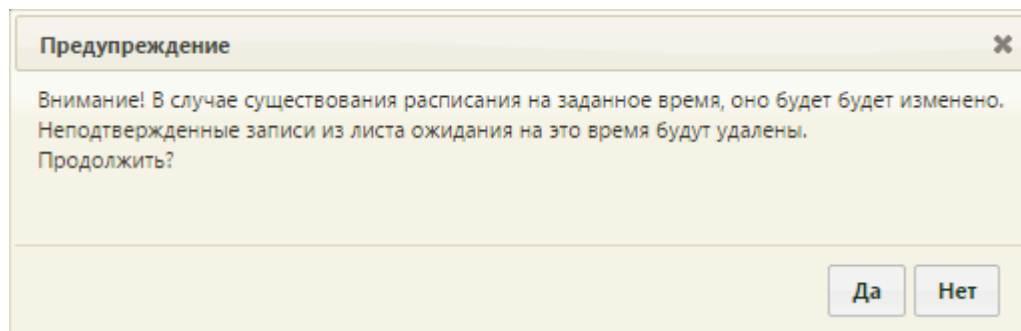 Предупреждение
Внимание! В случае существования расписания на заданное время, оно будет будет изменено.
Неподтвержденные записи из листа ожидания на это время будут удалены.
Продолжить?
Да Нет